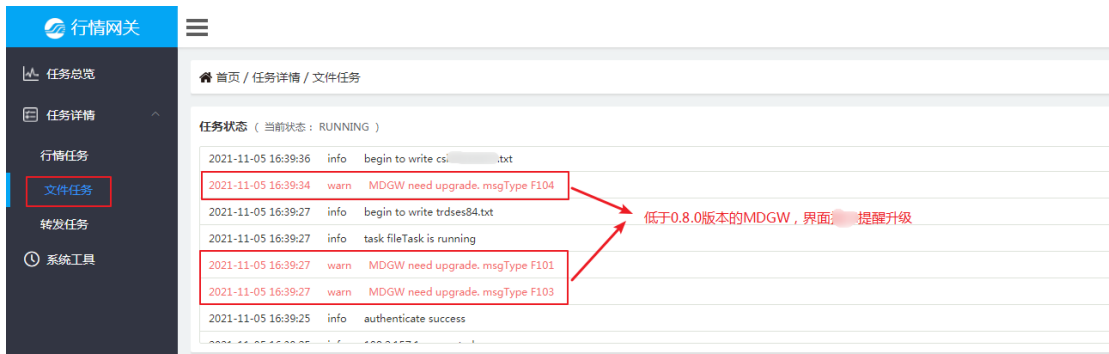 行情网关
任务总览
任务详情
行情任务
文件任务
转发任务
系统工具
首页 / 任务详情 / 文件任务
任务状态 ( 当前状态： RUNNING )
2021-11-05 16:39:36 info begin to write cs .txt
2021-11-05 16:39:34 warn MDGW need upgrade. msgType F104
2021-11-05 16:39:27 info begin to write trdses84.txt
2021-11-05 16:39:27 info task fileTask is running
2021-11-05 16:39:27 warn MDGW need upgrade. msgType F101
2021-11-05 16:39:27 warn MDGW need upgrade. msgType F103
2021-11-05 16:39:25 info authenticate success
低于0.8.0版本的MDGW，界面 提醒升级